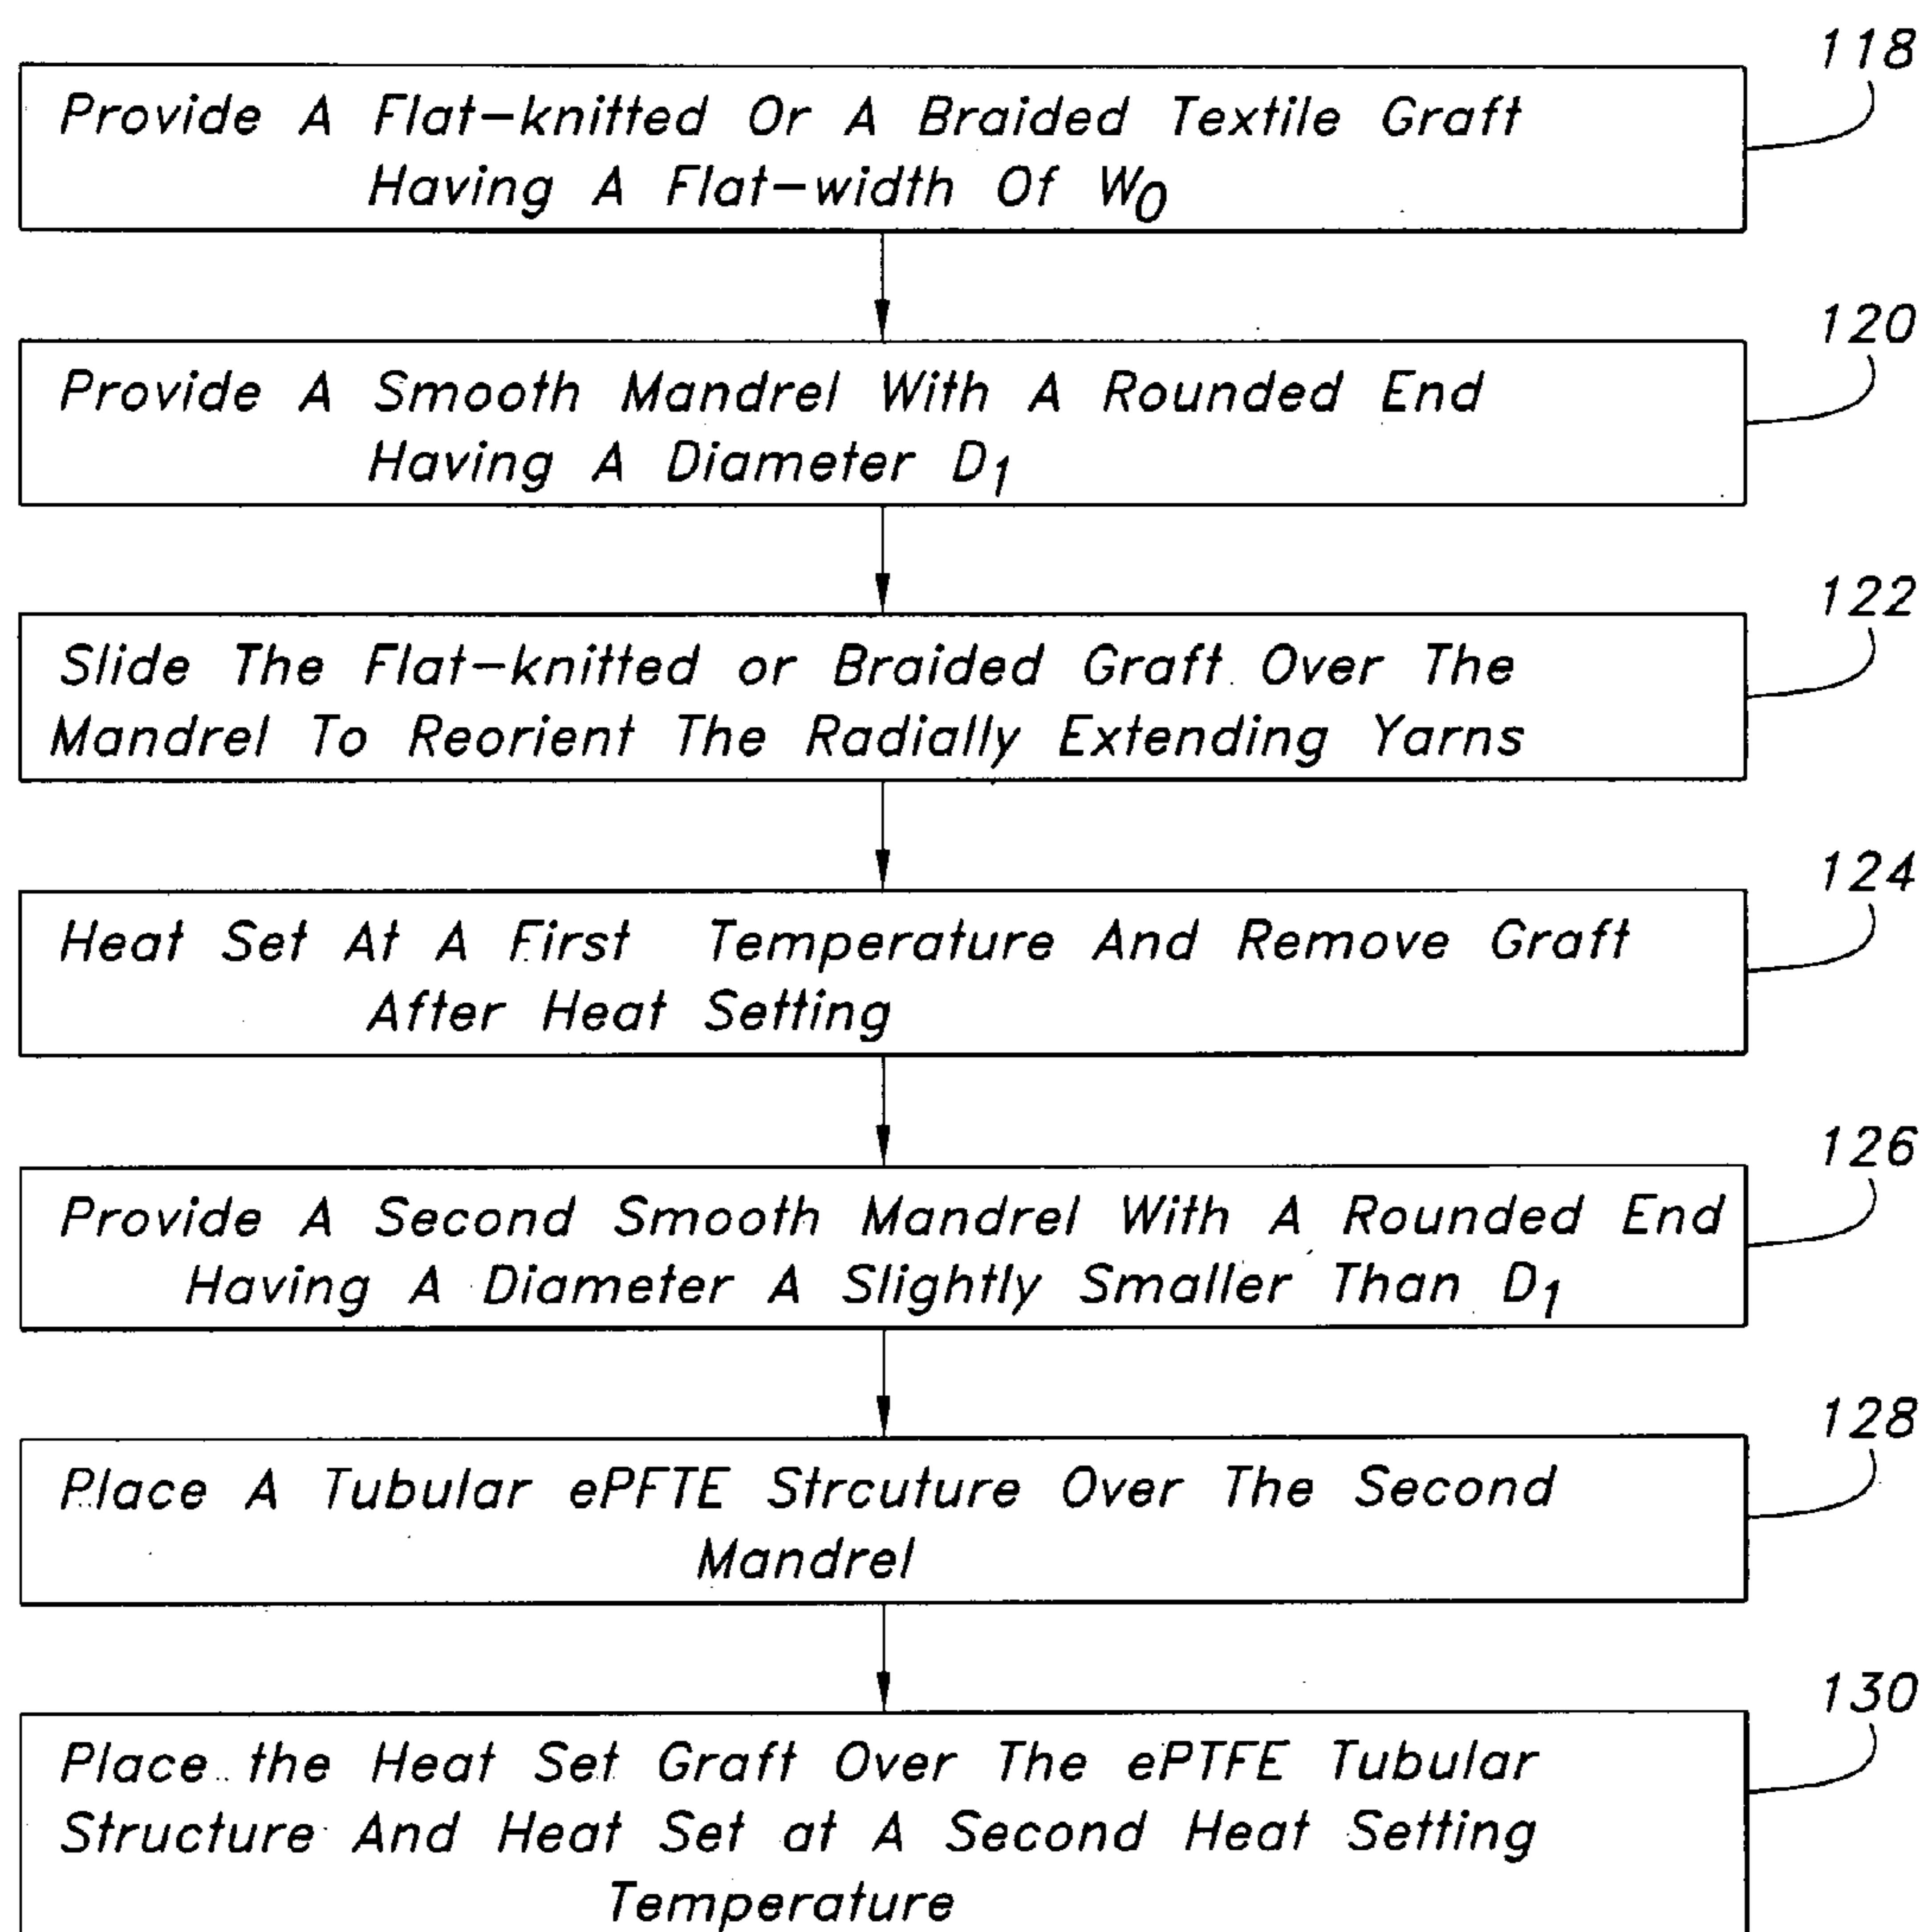 118
Provide A Flat-knitted Or A Braided Textile Graft
Having A Flat-width Of W0
120
Provide A Smooth Mandrel With A Rounded End
Having A Diameter D1
122
Slide The Flat-knitted or Braided Graft Over The
Mandrel To Reorient The Radially Extending Yarns
124
Heat Set At A First Temperature And Remove Graft
After Heat Setting
126
Provide A Second Smooth Mandrel With A Rounded End
Having A Diameter A Slightly Smaller Than D1
128
Place A Tubular ePFTE Strcuture Over The Second
Mandrel
130
Place the Heat Set Graft Over The ePTFE Tubular
Structure And Heat Set at A Second Heat Setting
Temperature